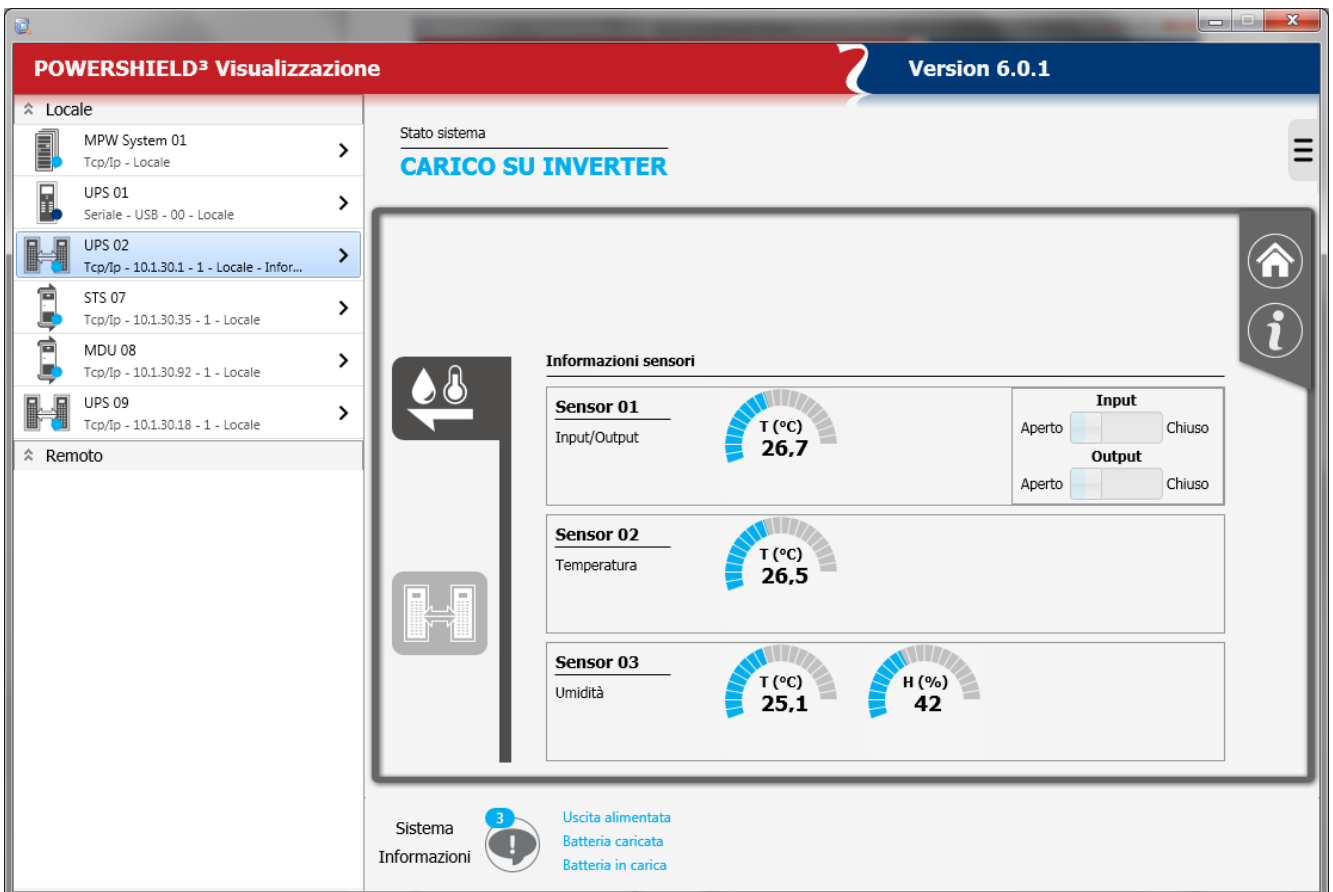 POWERSHIELD³ Visualizzazione
Version 6.0.1
Locale
MPW System 01
Tcp/Ip - Locale
UPS 01
Seriale - USB - 00 - Locale
UPS 02
Tcp/Ip - 10.1.30.1 - 1 - Locale - Infor...
STS 07
Tcp/Ip - 10.1.30.35 - 1 - Locale
MDU 08
Tcp/Ip - 10.1.30.92 - 1 - Locale
UPS 09
Tcp/Ip - 10.1.30.18 - 1 - Locale
Remoto
Stato sistema
CARICO SU INVERTER
Informazioni sensori
Sensor 01
Input/Output
T (°C)
26,7
Input
Aperto Chiuso
Output
Aperto Chiuso
Sensor 02
Temperatura
T (°C)
26,5
Sensor 03
Umidità
T (°C)
25,1
H (%)
42
Sistema
Informazioni
3
Uscita alimentata
Batteria caricata
Batteria in carica